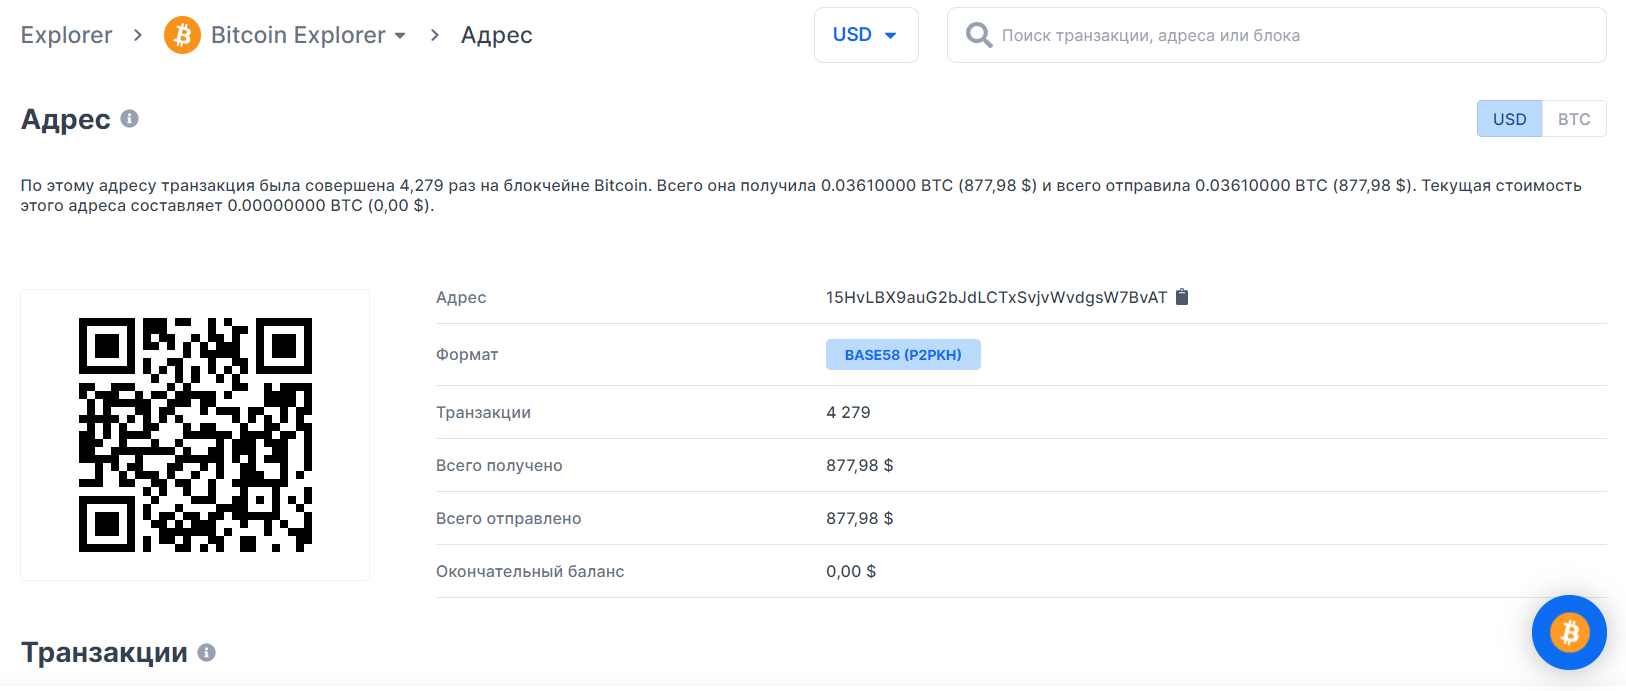 Explorer > Bitcoin Explorer > Адрес
USD
Поиск транзакции, адреса или блока
Адрес
USD BTC
По этому адресу транзакция была совершена 4,279 раз на блокчейне Bitcoin. Всего она получила 0.03610000 BTC (877,98 $) и всего отправила 0.03610000 BTC (877,98 $). Текущая стоимость
этого адреса составляет 0.00000000 BTC (0,00 $).
Адрес 15HvLBX9auG2bJdLCTxSvjvWvdgsW7BvAT
Формат BASE58 (P2PKH)
Транзакции 4 279
Всего получено 877,98 $
Всего отправлено 877,98 $
Окончательный баланс 0,00 $
Транзакции